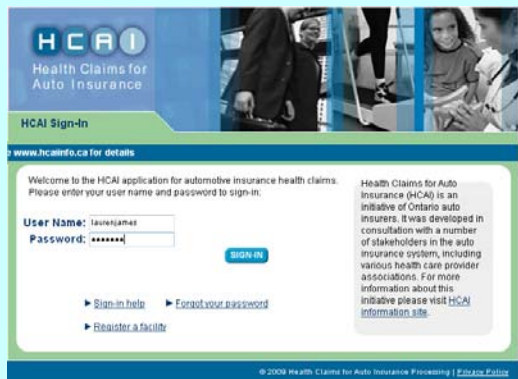 HCAI
Health Claims for
Auto Insurance
HCAI Sign-In
www.hcaiinfo.ca for details
Welcome to the HCAI application for automotive insurance health claims.
Please enter your user name and password to sign-in:
User Name: laurenjames
Password: •••••••
SIGN-IN
Sign-in help
Forgot your password
Register a facility
Health Claims for Auto
Insurance (HCAI) is an
initiative of Ontario auto
insurers. It was developed in
consultation with a number
of stakeholders in the auto
insurance system, including
various health care provider
associations. For more
information about this
initiative please visit HCAI
information site.
© 2009 Health Claims for Auto Insurance Processing | Privacy Policy